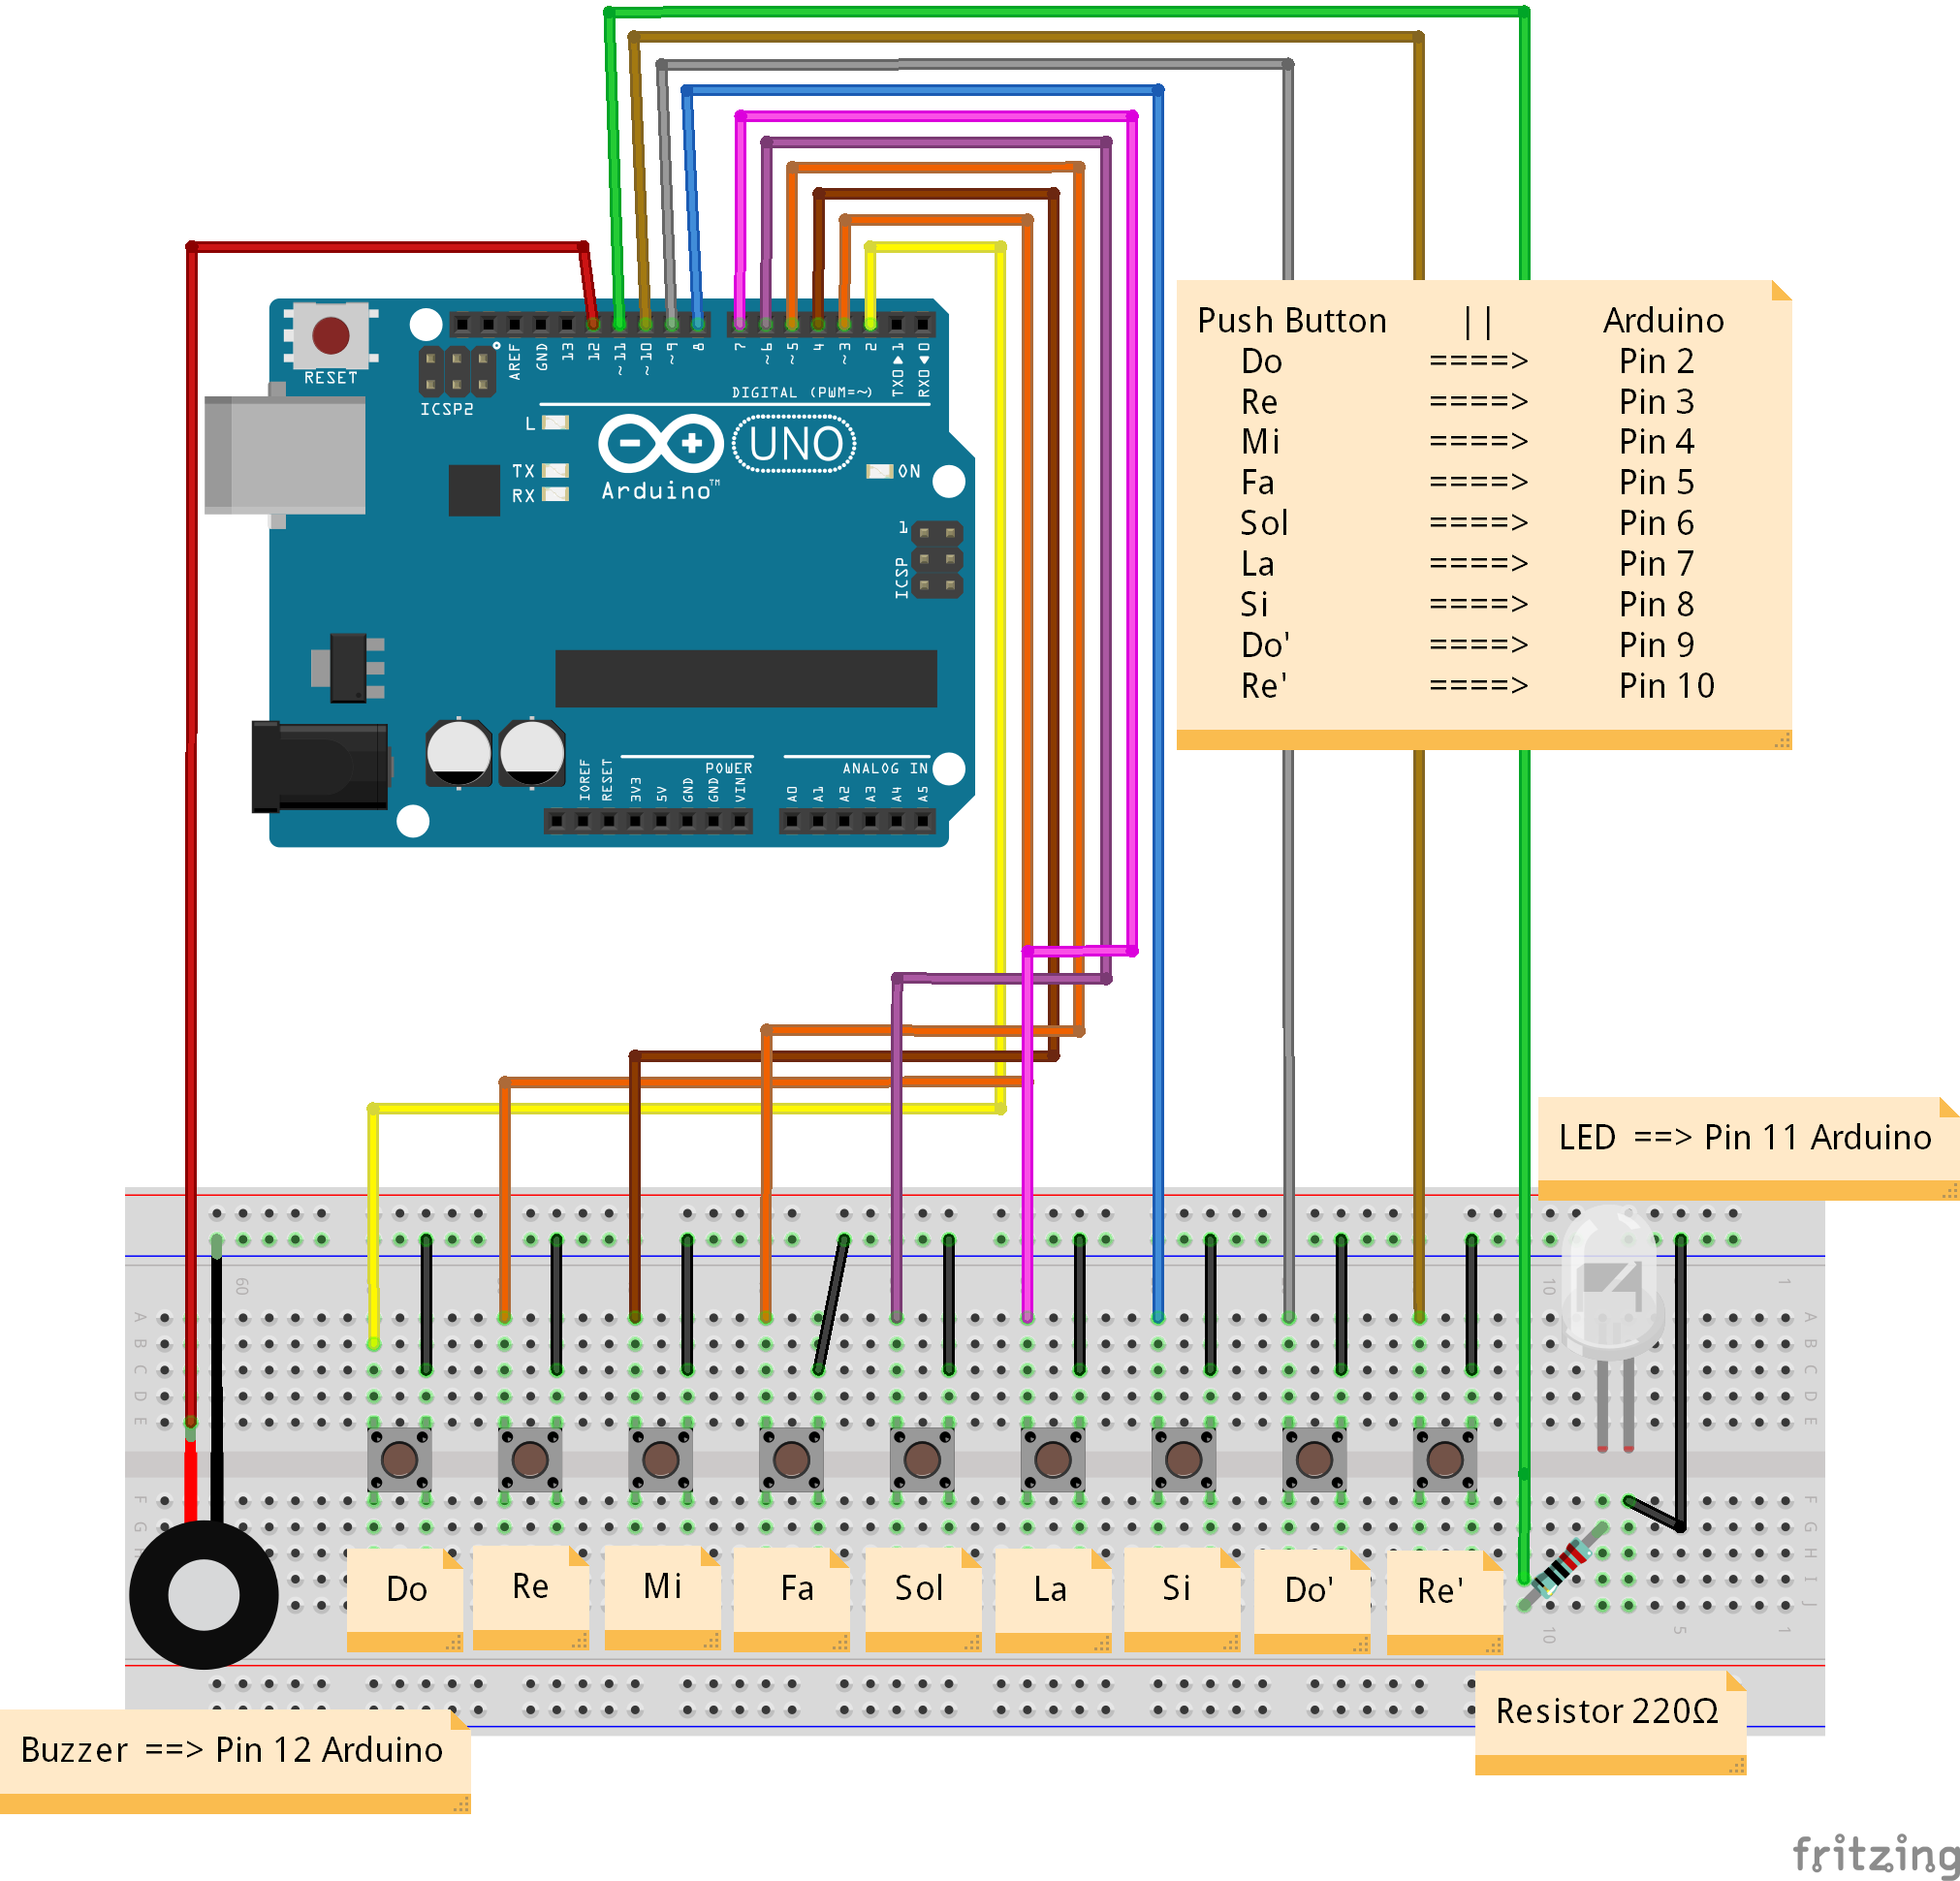 Push Button || Arduino
Do ====> Pin 2
Re ====> Pin 3
Mi ====> Pin 4
Fa ====> Pin 5
Sol ====> Pin 6
La ====> Pin 7
Si ====> Pin 8
Do' ====> Pin 9
Re' ====> Pin 10
RESET
ICSP2
AREF
GND
13
12
~11
~10
~9
8
7
~6
~5
4
~3
2
TX0▶1
RX0◀0
DIGITAL (PWM=~)
L
TX
RX
UNO
Arduino™
ON
1
ICSP
IOREF
RESET
3V3
5V
GND
GND
VIN
POWER
ANALOG IN
A0
A1
A2
A3
A4
A5
LED ==> Pin 11 Arduino
60
10
1
A
B
C
D
E
A
B
C
D
E
F
G
F
G
H
I
J
Do
Re
Mi
Fa
Sol
La
Si
Do'
Re'
10
5
1
Resistor 220Ω
Buzzer ==> Pin 12 Arduino
fritzing